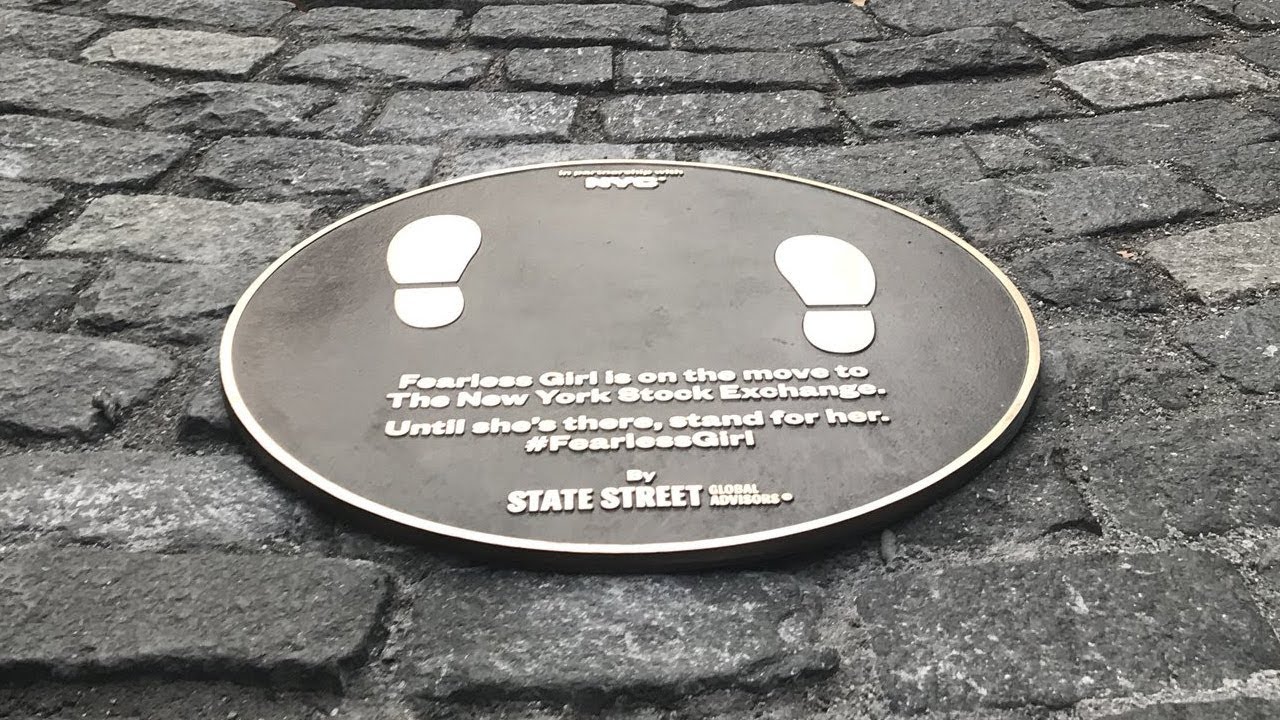 In partnership with
NYC
Fearless Girl is on the move to
The New York Stock Exchange.
Until she's there, stand for her.
#FearlessGirl
By
STATE STREET GLOBAL
ADVISORS